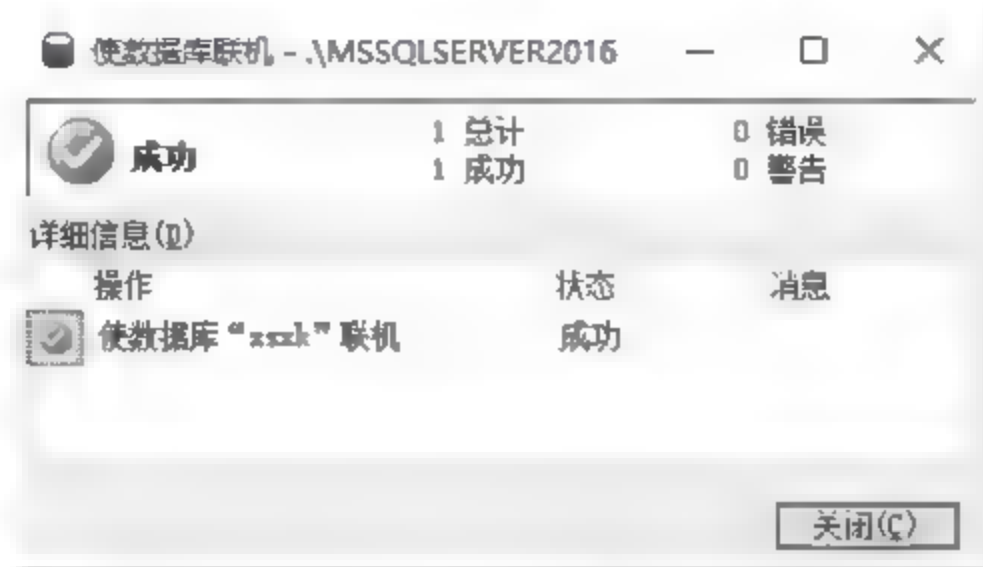 使数据库联机 - .\MSSQLSERVER2016
成功
1 总计
0 错误
1 成功
0 警告
详细信息(D)
操作 状态 消息
使数据库“xsxk”联机 成功
关闭(C)